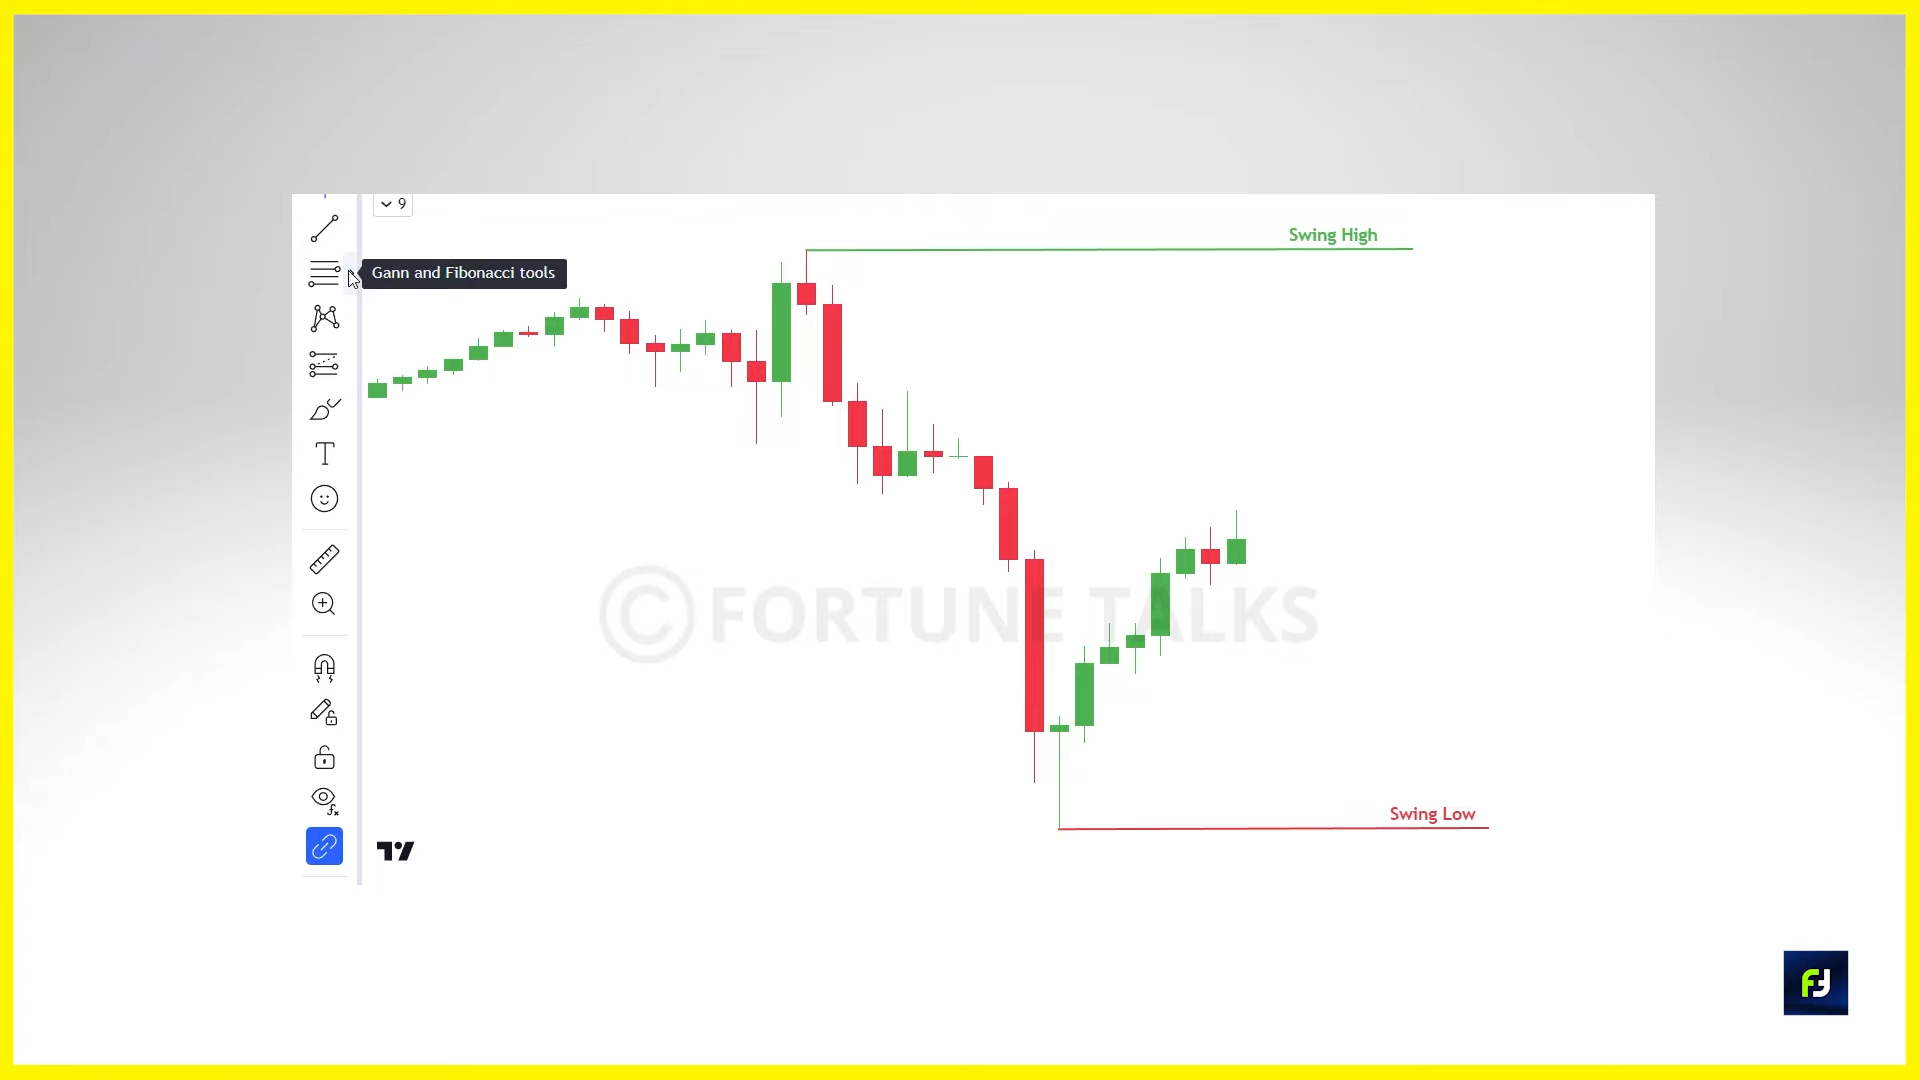 9
Swing High
Gann and Fibonacci tools
© FORTUNE TALKS
Swing Low